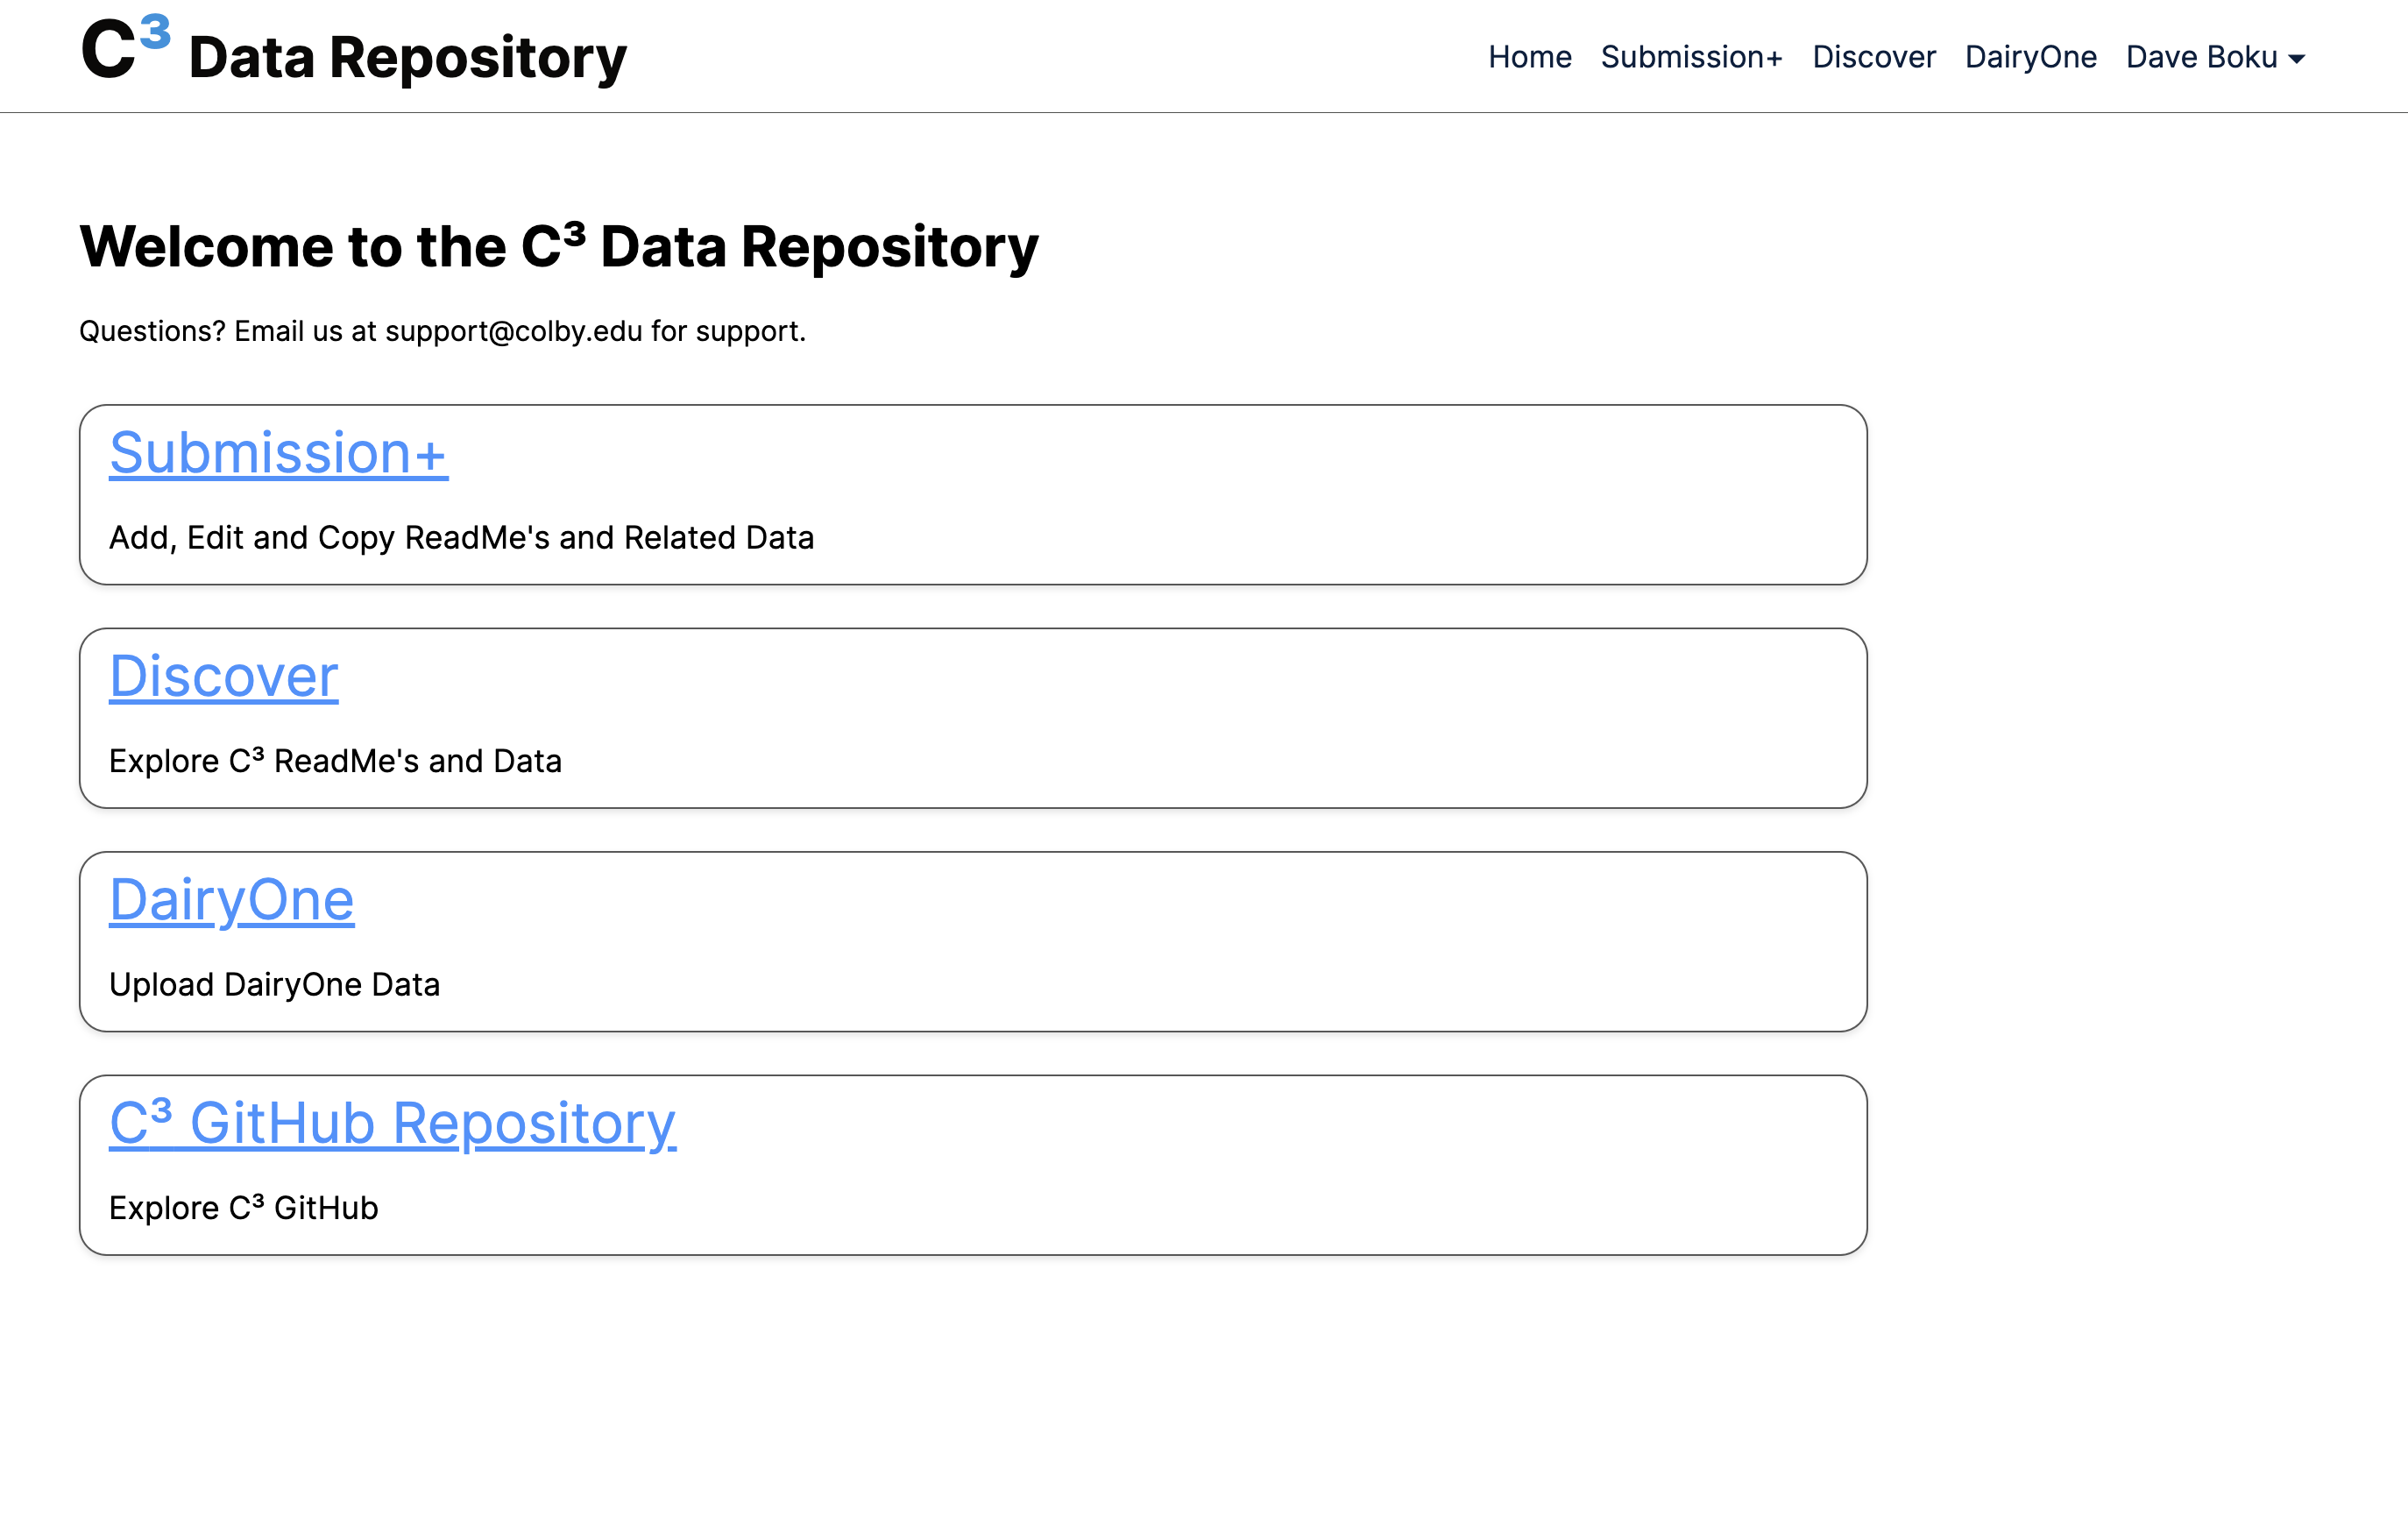 C³ Data Repository
Home Submission+ Discover DairyOne Dave Boku
Welcome to the C³ Data Repository
Questions? Email us at support@colby.edu for support.
Submission+
Add, Edit and Copy ReadMe's and Related Data
Discover
Explore C³ ReadMe's and Data
DairyOne
Upload DairyOne Data
C³ GitHub Repository
Explore C³ GitHub